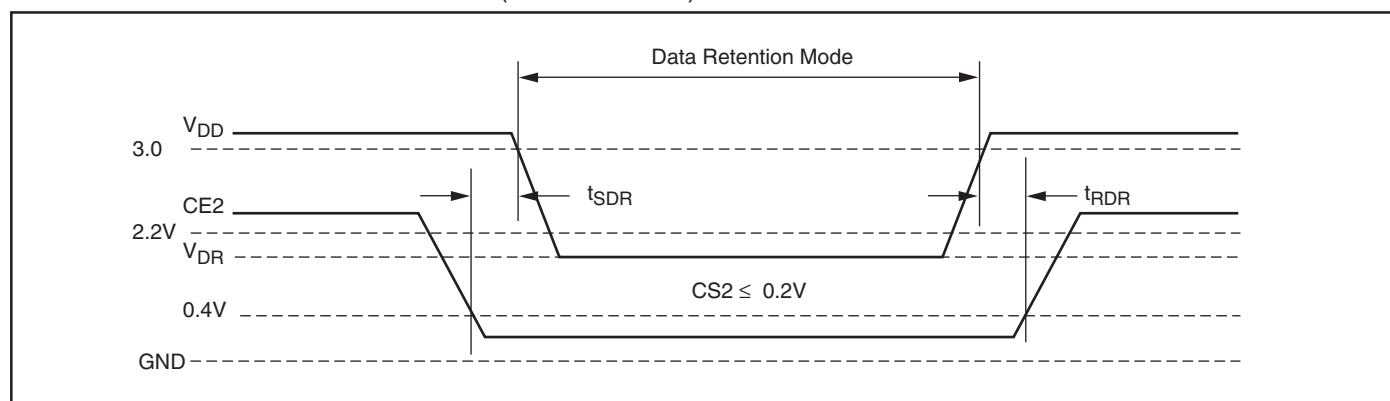 Data Retention Mode
VDD
3.0
tSDR
tRDR
CE2
2.2V
VDR
CS2 ≤ 0.2V
0.4V
GND